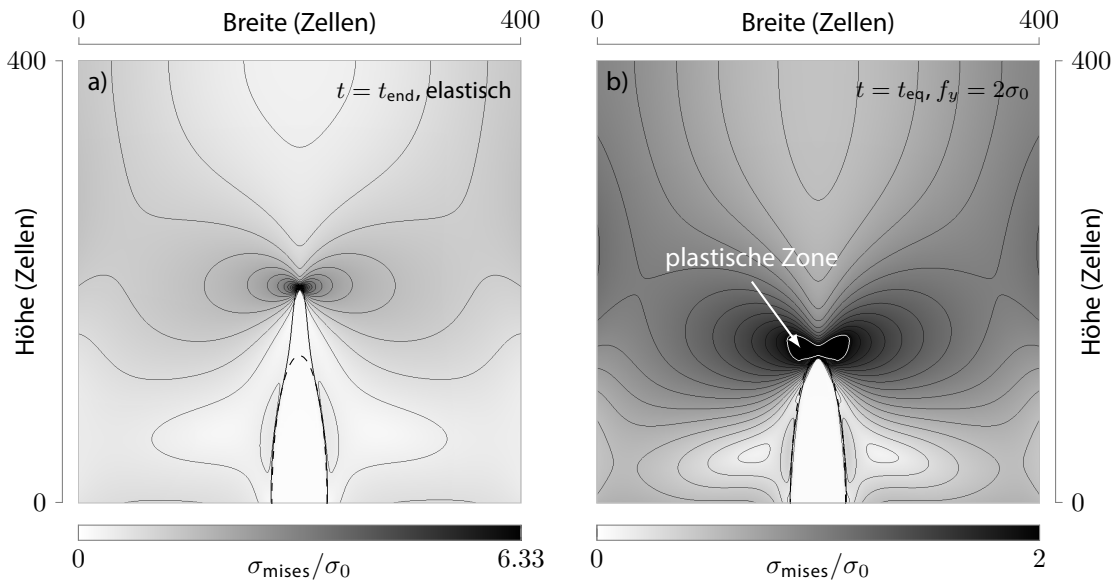 0 Breite (Zellen) 400
0 Breite (Zellen) 400
400
a)
t = t_end, elastisch
b)
t = t_eq, f_y = 2σ_0
400
plastische Zone
Höhe (Zellen)
Höhe (Zellen)
0
0
0 σ_mises/σ_0 6.33
0 σ_mises/σ_0 2